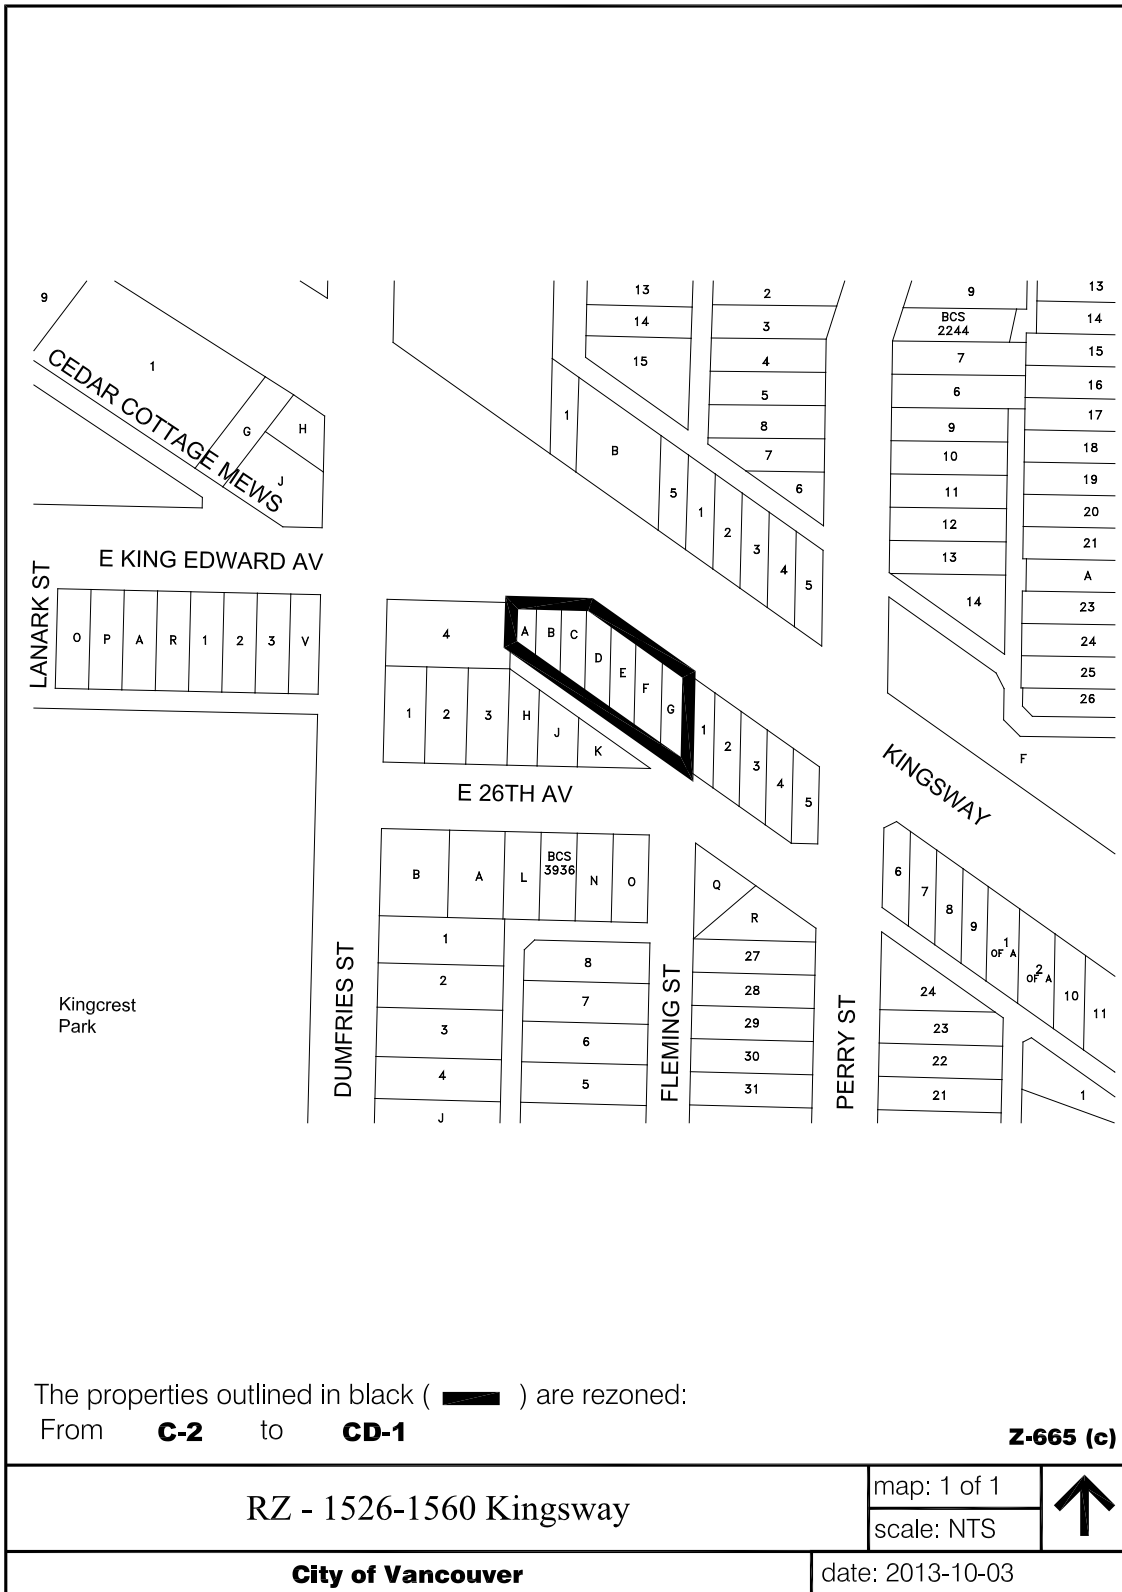 9
1
CEDAR COTTAGE MEWS
G
H
J
13
14
15
2
3
4
5
8
7
6
9
BCS
2244
7
6
9
10
11
12
13
14
13
14
15
16
17
18
19
20
21
A
23
24
25
26
F
1
B
5
1
2
3
4
5
E KING EDWARD AV
LANARK ST
O P A R 1 2 3 V
4
A B C D E F G
1 2 3 H J K
1 2 3 4 5
KINGSWAY
E 26TH AV
B A L BCS
3936 N O
Q
R
27
28
29
30
31
1
2
3
4
J
8
7
6
5
DUMFRIES ST
FLEMING ST
PERRY ST
6 7 8 9 1
OF A 2
OF A 10 11
24
23
22
21
1
Kingcrest
Park
The properties outlined in black ( ) are rezoned:
From C-2 to CD-1
Z-665 (c)
RZ - 1526-1560 Kingsway
map: 1 of 1
scale: NTS
City of Vancouver
date: 2013-10-03